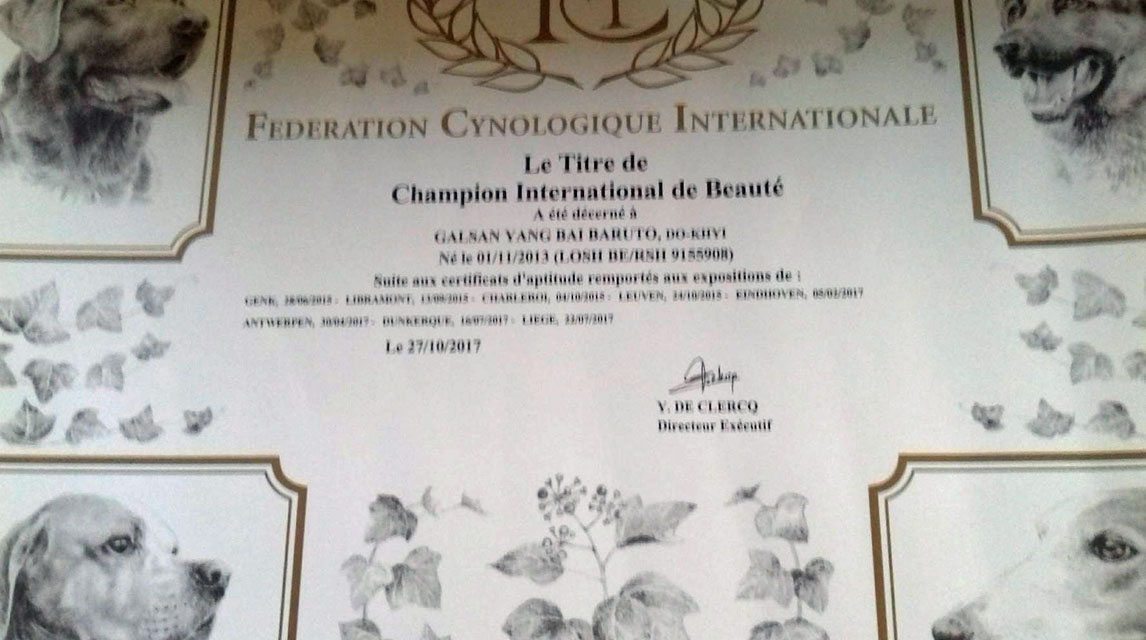 FEDERATION CYNOLOGIQUE INTERNATIONALE
Le Titre de
Champion International de Beauté
A été décerné à
GALSAN YANG BAI BARUTO, DO-KHYI
Né le 01/11/2013 (LOSH BE/RSH 9155908)
Suite aux certificats d'aptitude remportés aux expositions de :
GENK, 28/06/2015 - LIBRAMONT, 13/09/2015 - CHARLEROI, 04/10/2015 - LEUVEN, 24/10/2015 - EINDHOVEN, 05/02/2017
ANTWERPEN, 30/04/2017 - DUNKERQUE, 16/07/2017 - LIEGE, 23/07/2017
Le 27/10/2017
Y. DE CLERCQ
Directeur Exécutif